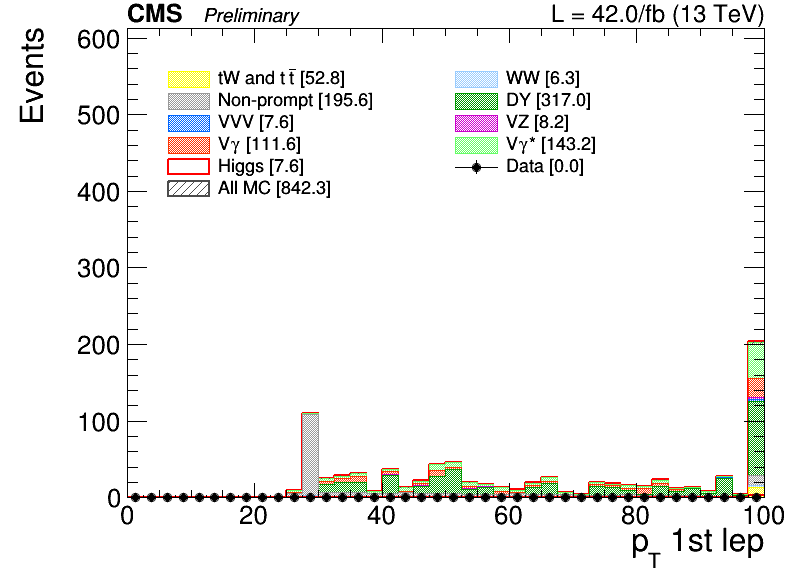 CMS Preliminary L = 42.0/fb (13 TeV)
Events
600
500
400
300
200
100
0
tW and t t̄ [52.8]
Non-prompt [195.6]
VVV [7.6]
Vγ [111.6]
Higgs [7.6]
All MC [842.3]
WW [6.3]
DY [317.0]
VZ [8.2]
Vγ* [143.2]
Data [0.0]
0 20 40 60 80 100
p_T 1st lep